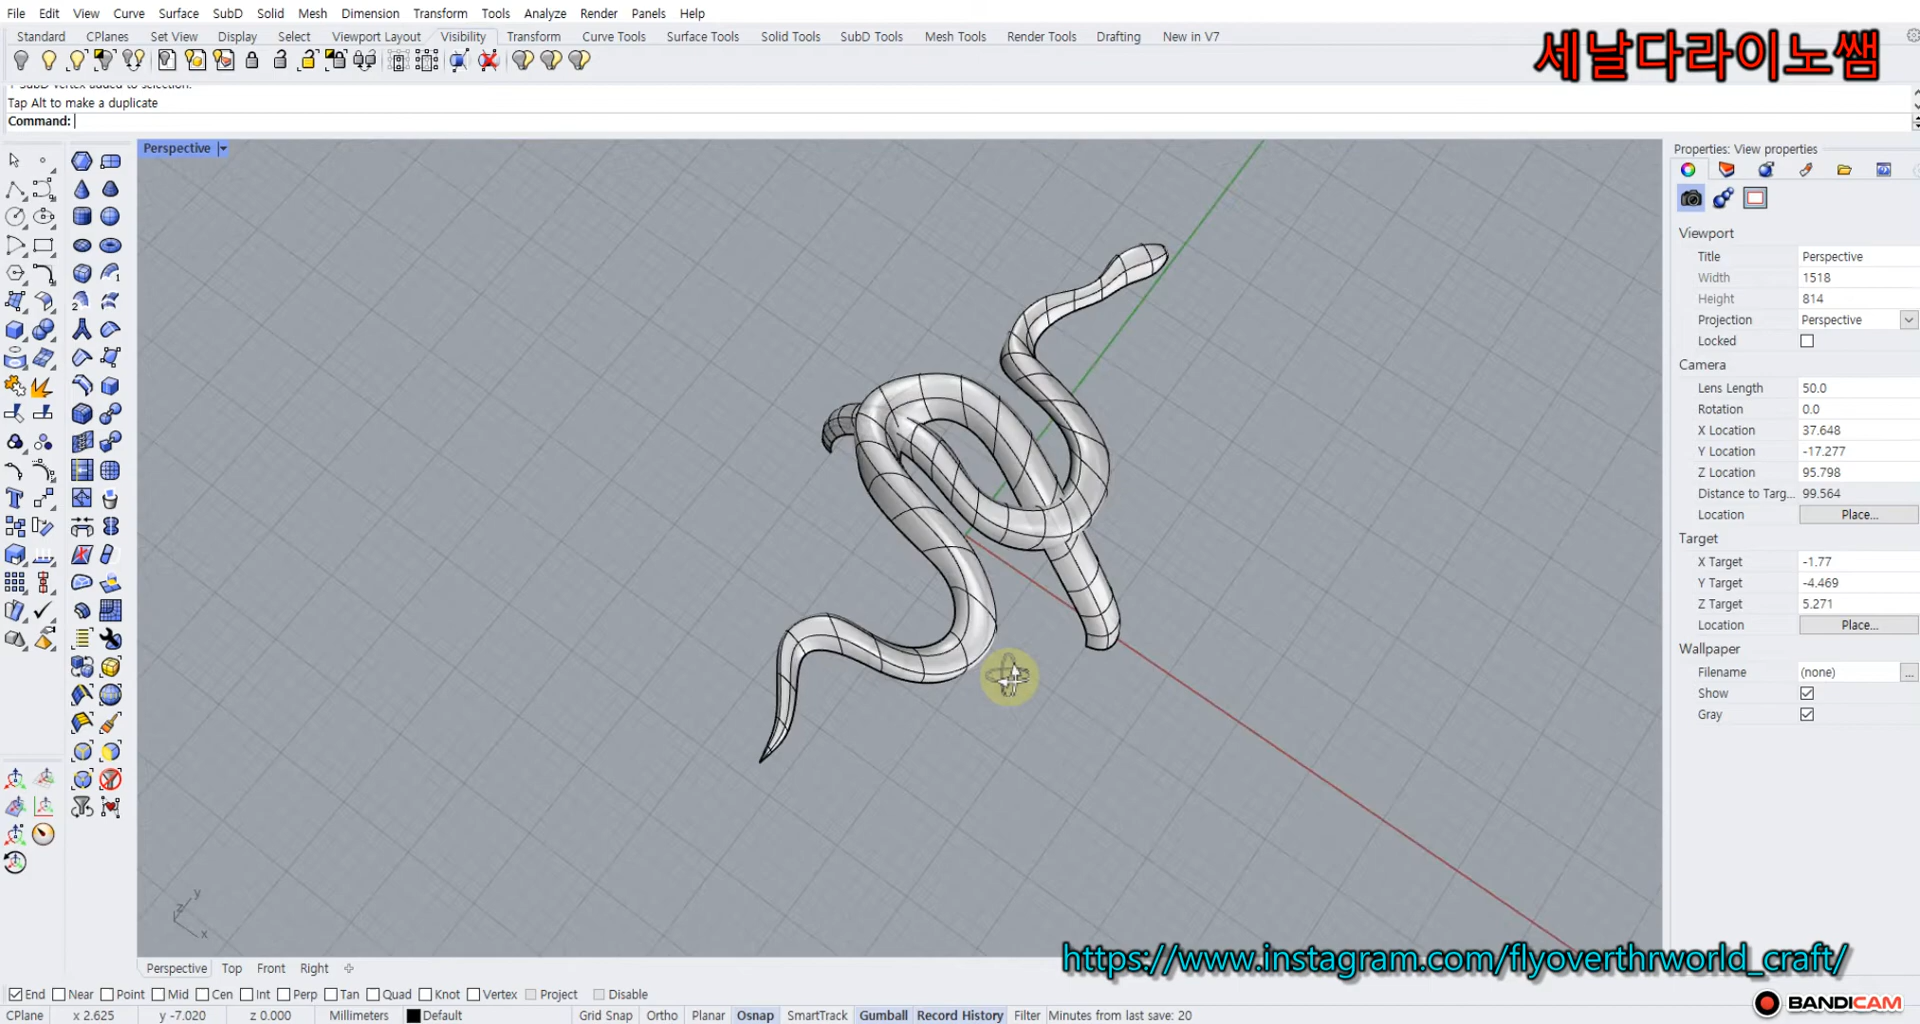 File Edit View Curve Surface SubD Solid Mesh Dimension Transform Tools Analyze Render Panels Help
Standard CPlanes Set View Display Select Viewport Layout Visibility Transform Curve Tools Surface Tools Solid Tools SubD Tools Mesh Tools Render Tools Drafting New in V7
세날다라이노쌤
1 SubD vertex added to selection.
Tap Alt to make a duplicate
Command:
Perspective
Properties: View properties
Viewport
Title Perspective
Width 1518
Height 814
Projection Perspective
Locked
Camera
Lens Length 50.0
Rotation 0.0
X Location 37.648
Y Location -17.277
Z Location 95.798
Distance to Targ... 99.564
Location Place...
Target
X Target -1.77
Y Target -4.469
Z Target 5.271
Location Place...
Wallpaper
Filename (none) ...
Show
Gray
z y x
https://www.instagram.com/flyoverthrworld_craft/
Perspective Top Front Right
End Near Point Mid Cen Int Perp Tan Quad Knot Vertex Project Disable
BANDICAM
CPlane x 2.625 y -7.020 z 0.000 Millimeters Default Grid Snap Ortho Planar Osnap SmartTrack Gumball Record History Filter Minutes from last save: 20